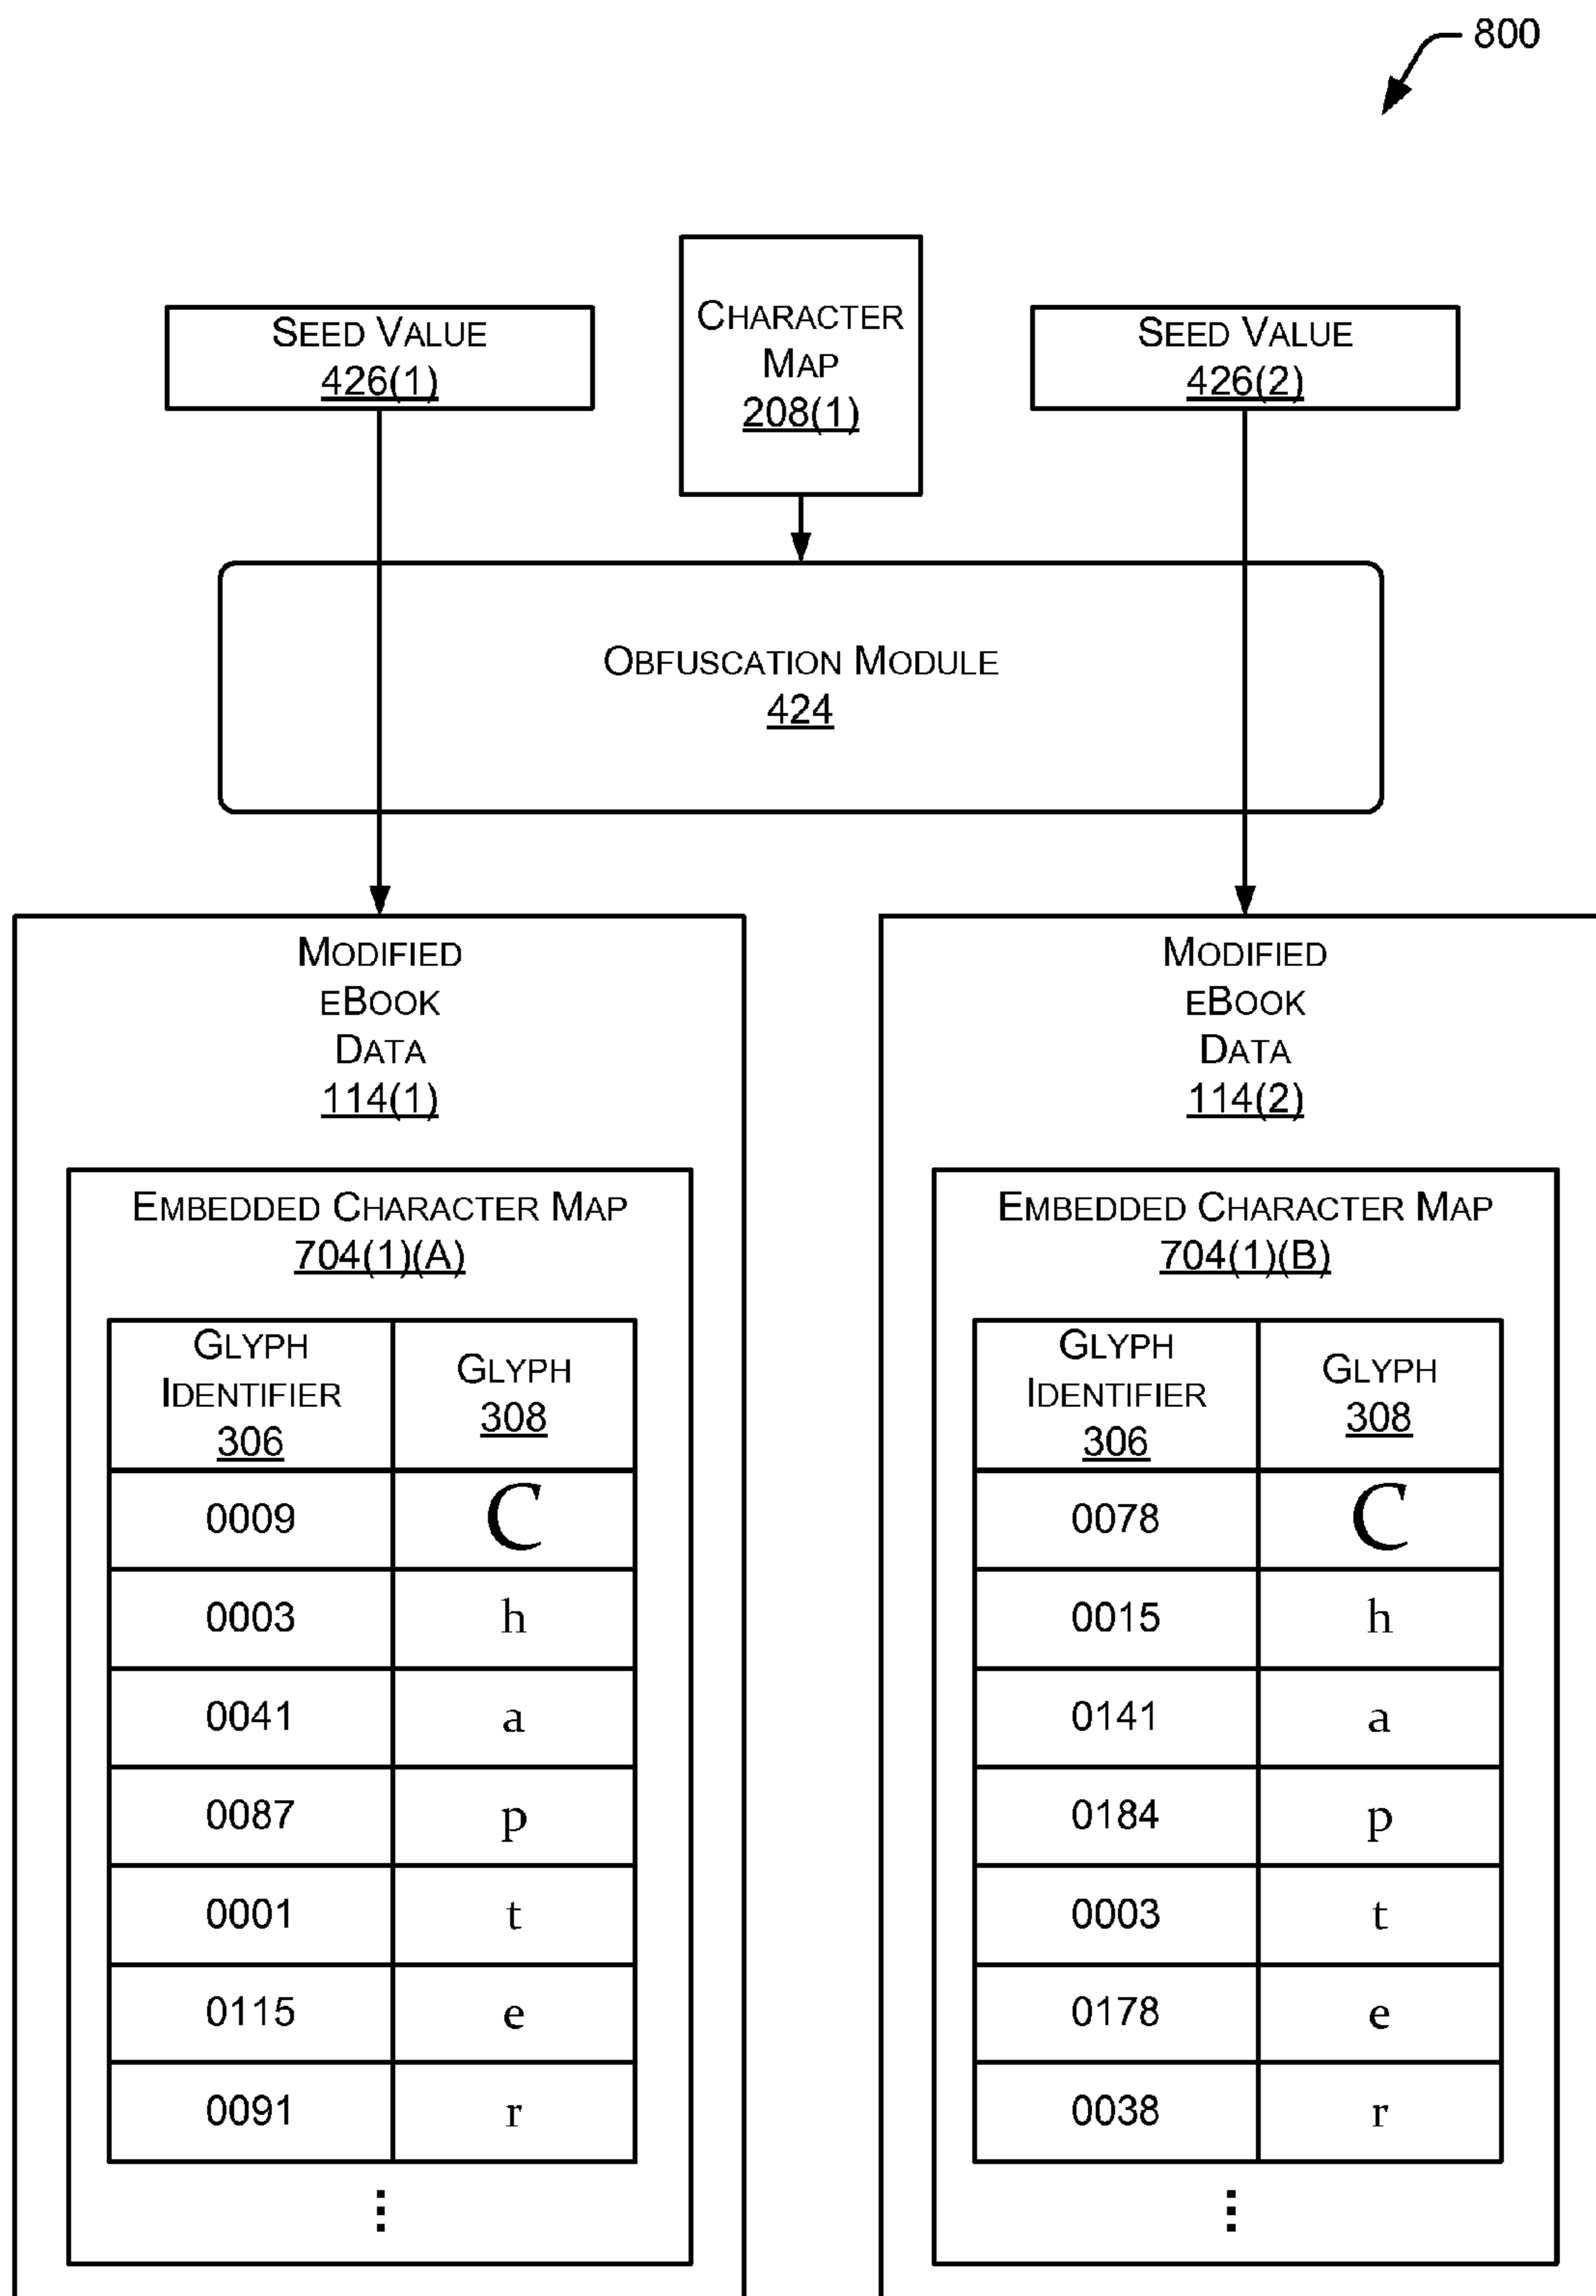 800
SEED VALUE
426(1)
CHARACTER
MAP
208(1)
SEED VALUE
426(2)
OBFUSCATION MODULE
424
MODIFIED
EBOOK
DATA
114(1)
EMBEDDED CHARACTER MAP
704(1)(A)
GLYPH
IDENTIFIER
306
GLYPH
308
0009 C
0003 h
0041 a
0087 p
0001 t
0115 e
0091 r
MODIFIED
EBOOK
DATA
114(2)
EMBEDDED CHARACTER MAP
704(1)(B)
GLYPH
IDENTIFIER
306
GLYPH
308
0078 C
0015 h
0141 a
0184 p
0003 t
0178 e
0038 r